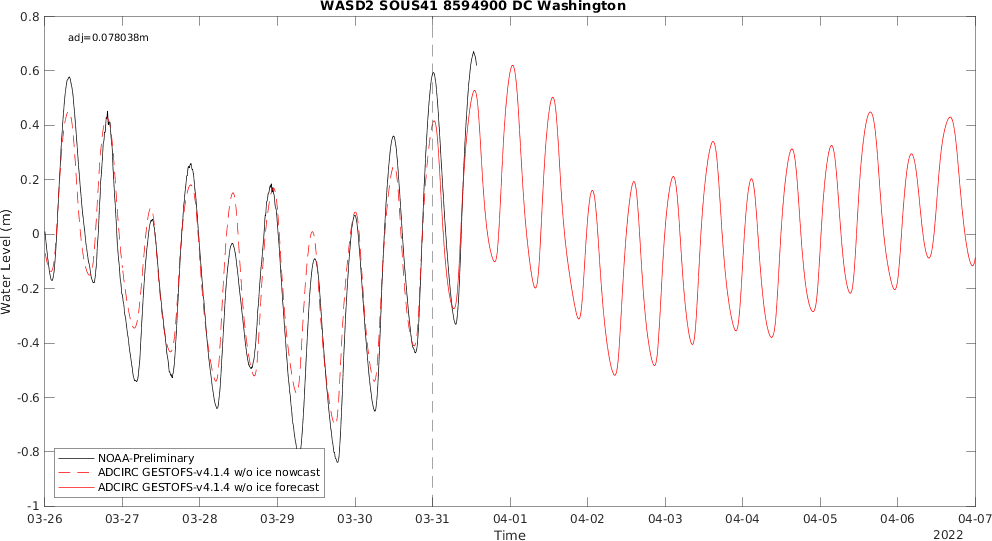 WASD2 SOUS41 8594900 DC Washington
adj=0.078038m
0.8
0.6
0.4
0.2
0
-0.2
-0.4
-0.6
-0.8
-1
Water Level (m)
NOAA-Preliminary
ADCIRC GESTOFS-v4.1.4 w/o ice nowcast
ADCIRC GESTOFS-v4.1.4 w/o ice forecast
03-26 03-27 03-28 03-29 03-30 03-31 04-01 04-02 04-03 04-04 04-05 04-06 04-07
Time
2022